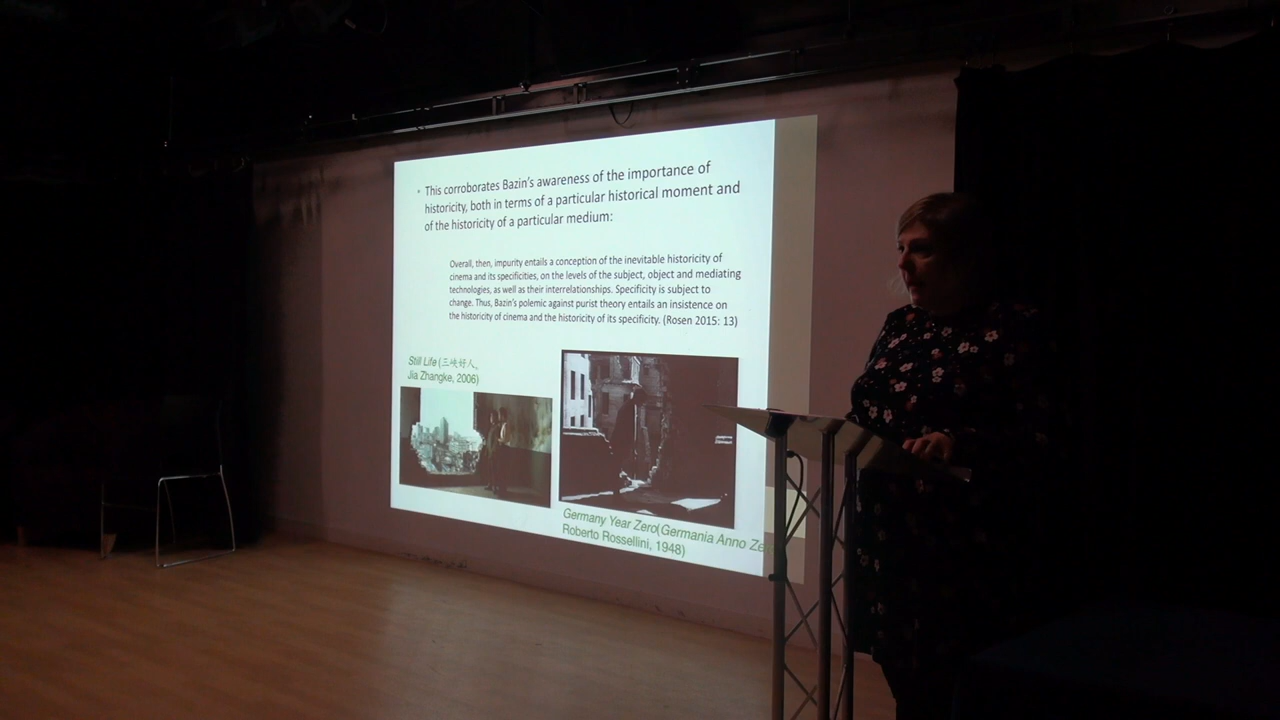 • This corroborates Bazin's awareness of the importance of
historicity, both in terms of a particular historical moment and
of the historicity of a particular medium:
Overall, then, impurity entails a conception of the inevitable historicity of
cinema and its specificities, on the levels of the subject, object and mediating
technologies, as well as their interrelationships. Specificity is subject to
change. Thus, Bazin's polemic against purist theory entails an insistence on
the historicity of cinema and the historicity of its specificity. (Rosen 2015: 13)
Still Life (三峡好人,
Jia Zhangke, 2006)
Germany Year Zero(Germania Anno Ze
Roberto Rossellini, 1948)